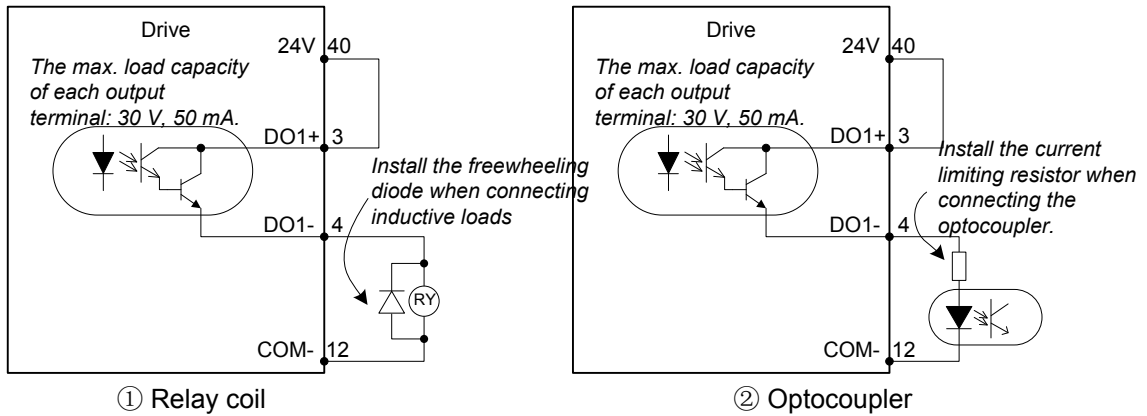 Drive
24V 40
The max. load capacity
of each output
terminal: 30 V, 50 mA.
DO1+ 3
Install the freewheeling
diode when connecting
inductive loads
DO1- 4
RY
COM- 12
① Relay coil
Drive
24V 40
The max. load capacity
of each output
terminal: 30 V, 50 mA.
DO1+ 3
Install the current
limiting resistor when
connecting the
optocoupler.
DO1- 4
COM- 12
② Optocoupler